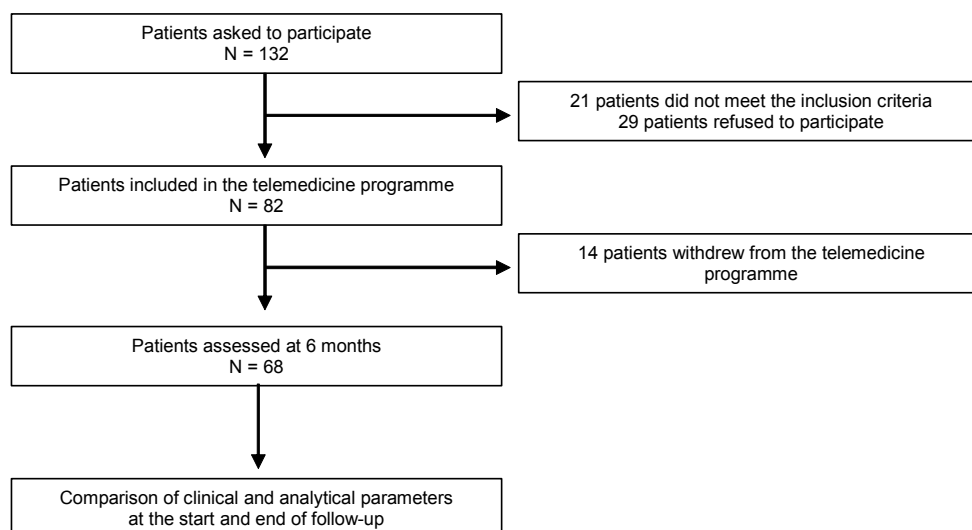 Patients asked to participate
N = 132
21 patients did not meet the inclusion criteria
29 patients refused to participate
Patients included in the telemedicine programme
N = 82
14 patients withdrew from the telemedicine
programme
Patients assessed at 6 months
N = 68
Comparison of clinical and analytical parameters
at the start and end of follow-up